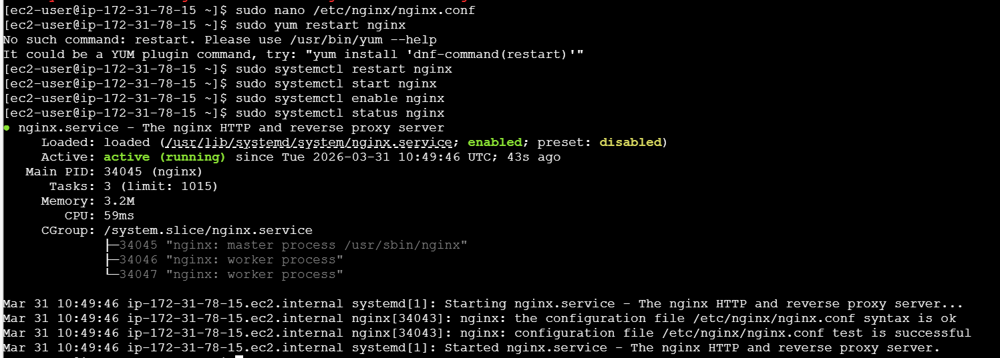 [ec2-user@ip-172-31-78-15 ~]$ sudo nano /etc/nginx/nginx.conf
[ec2-user@ip-172-31-78-15 ~]$ sudo yum restart nginx
No such command: restart. Please use /usr/bin/yum --help
It could be a YUM plugin command, try: "yum install 'dnf-command(restart)'"
[ec2-user@ip-172-31-78-15 ~]$ sudo systemctl restart nginx
[ec2-user@ip-172-31-78-15 ~]$ sudo systemctl start nginx
[ec2-user@ip-172-31-78-15 ~]$ sudo systemctl enable nginx
[ec2-user@ip-172-31-78-15 ~]$ sudo systemctl status nginx
● nginx.service - The nginx HTTP and reverse proxy server
     Loaded: loaded (/usr/lib/systemd/system/nginx.service; enabled; preset: disabled)
     Active: active (running) since Tue 2026-03-31 10:49:46 UTC; 43s ago
   Main PID: 34045 (nginx)
      Tasks: 3 (limit: 1015)
     Memory: 3.2M
        CPU: 59ms
     CGroup: /system.slice/nginx.service
             ├─34045 "nginx: master process /usr/sbin/nginx"
             ├─34046 "nginx: worker process"
             └─34047 "nginx: worker process"
Mar 31 10:49:46 ip-172-31-78-15.ec2.internal systemd[1]: Starting nginx.service - The nginx HTTP and reverse proxy server...
Mar 31 10:49:46 ip-172-31-78-15.ec2.internal nginx[34043]: nginx: the configuration file /etc/nginx/nginx.conf syntax is ok
Mar 31 10:49:46 ip-172-31-78-15.ec2.internal nginx[34043]: nginx: configuration file /etc/nginx/nginx.conf test is successful
Mar 31 10:49:46 ip-172-31-78-15.ec2.internal systemd[1]: Started nginx.service - The nginx HTTP and reverse proxy server.